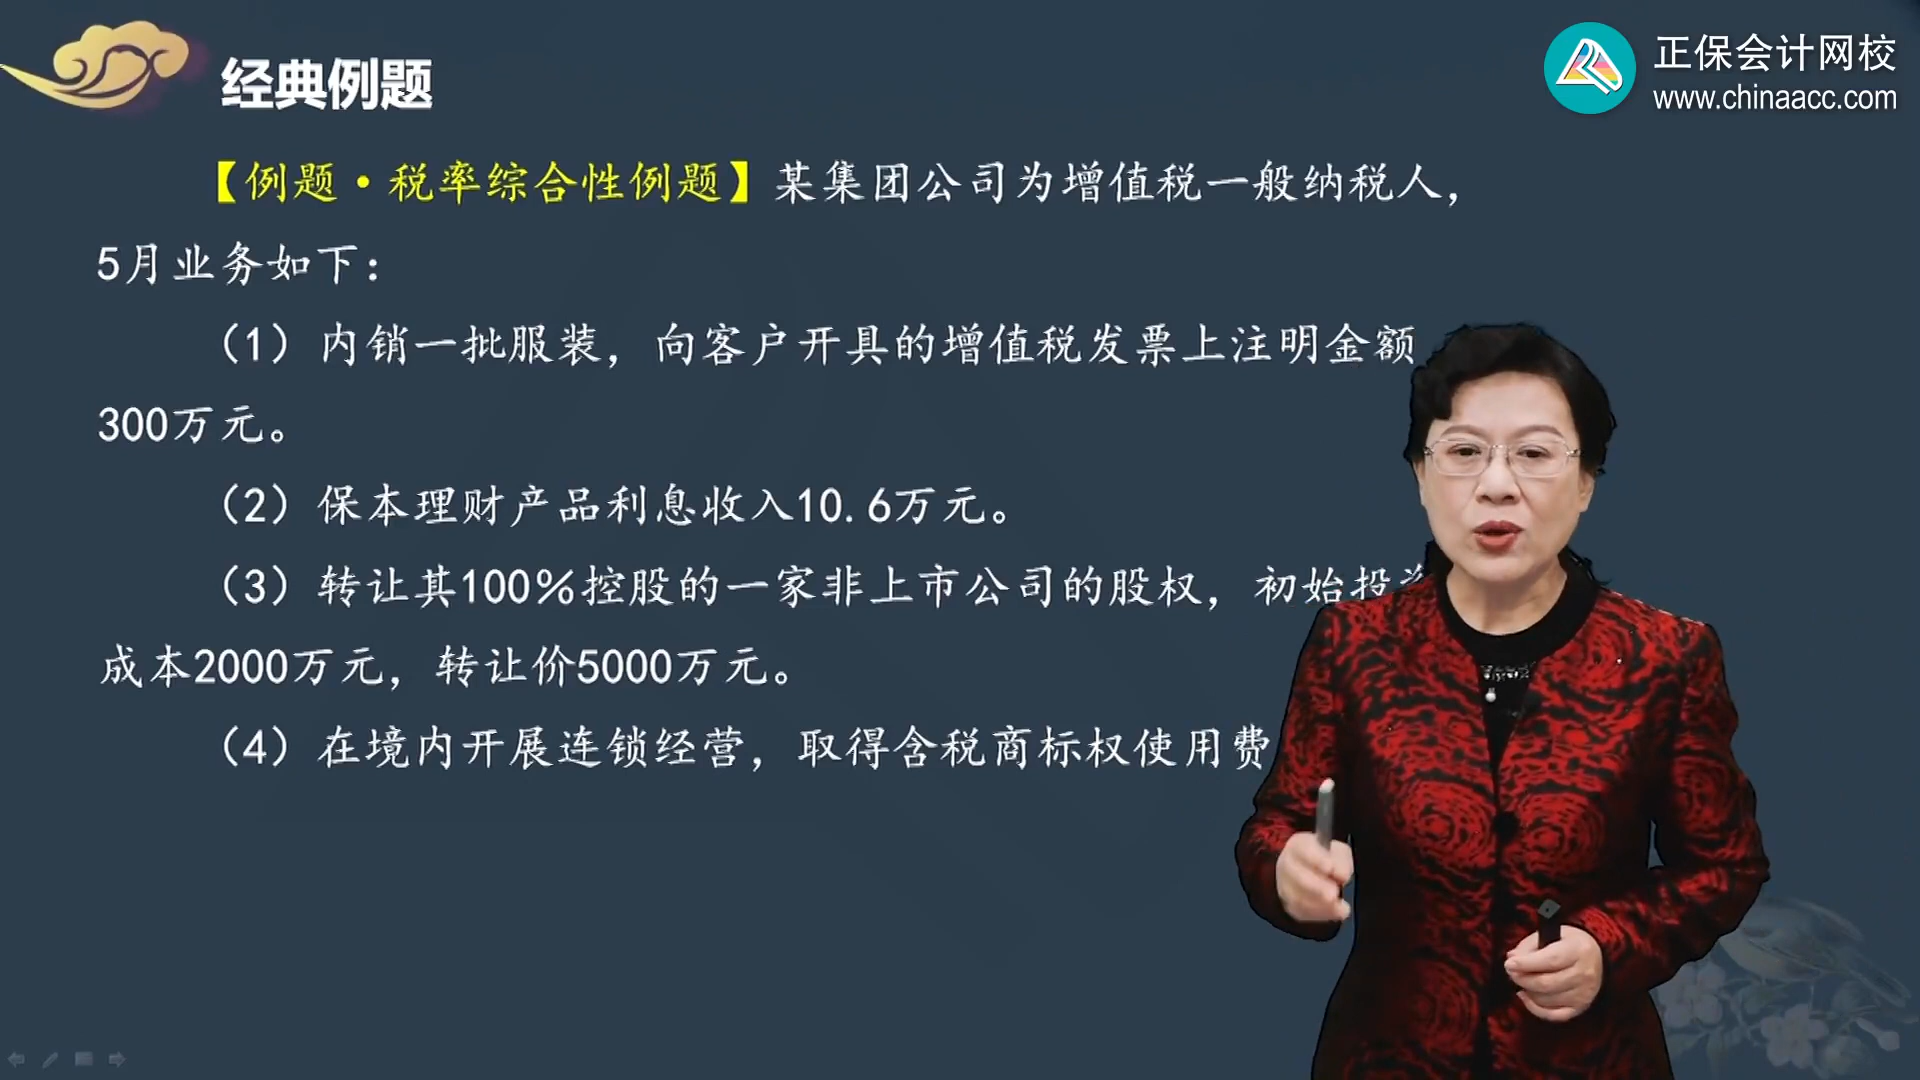 经典例题
正保会计网校
www.chinaacc.com
【例题·税率综合性例题】某集团公司为增值税一般纳税人，
5月业务如下：
（1）内销一批服装，向客户开具的增值税发票上注明金额
300万元。
（2）保本理财产品利息收入10.6万元。
（3）转让其100%控股的一家非上市公司的股权，初始投
成本2000万元，转让价5000万元。
（4）在境内开展连锁经营，取得含税商标权使用费